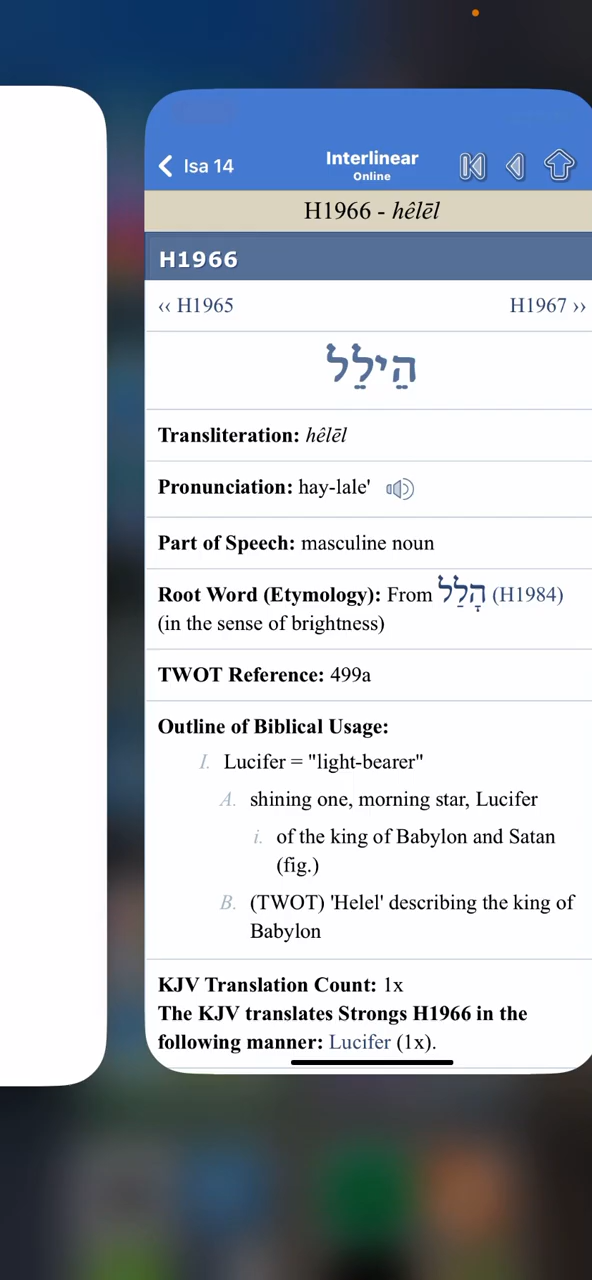 Isa 14
Interlinear
Online
H1966 - hêlēl
H1966
‹‹ H1965
H1967 ››
הֵילֵל
Transliteration: hêlēl
Pronunciation: hay-lale'
Part of Speech: masculine noun
Root Word (Etymology): From הָלַל (H1984)
(in the sense of brightness)
TWOT Reference: 499a
Outline of Biblical Usage:
I. Lucifer = "light-bearer"
A. shining one, morning star, Lucifer
i. of the king of Babylon and Satan
(fig.)
B. (TWOT) 'Helel' describing the king of
Babylon
KJV Translation Count: 1x
The KJV translates Strongs H1966 in the
following manner: Lucifer (1x).